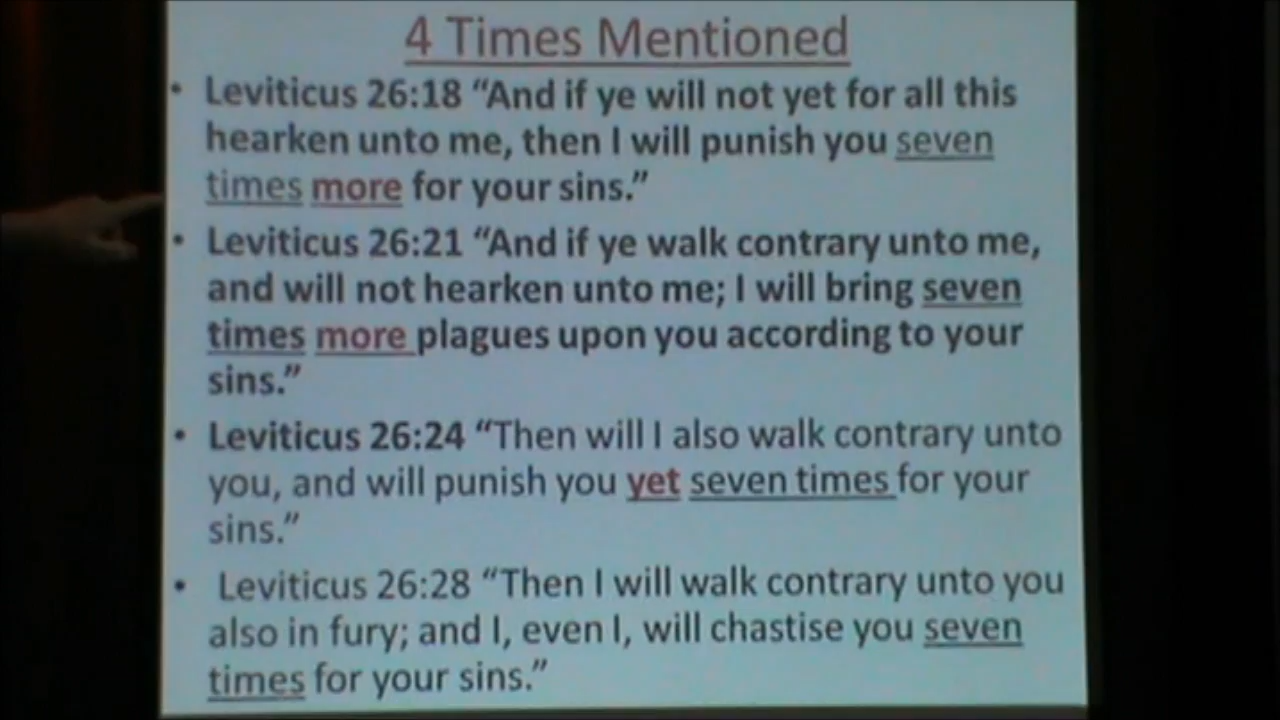 4 Times Mentioned
• Leviticus 26:18 “And if ye will not yet for all this
hearken unto me, then I will punish you seven
times more for your sins.”
• Leviticus 26:21 “And if ye walk contrary unto me,
and will not hearken unto me; I will bring seven
times more plagues upon you according to your
sins.”
• Leviticus 26:24 “Then will I also walk contrary unto
you, and will punish you yet seven times for your
sins.”
• Leviticus 26:28 “Then I will walk contrary unto you
also in fury; and I, even I, will chastise you seven
times for your sins.”